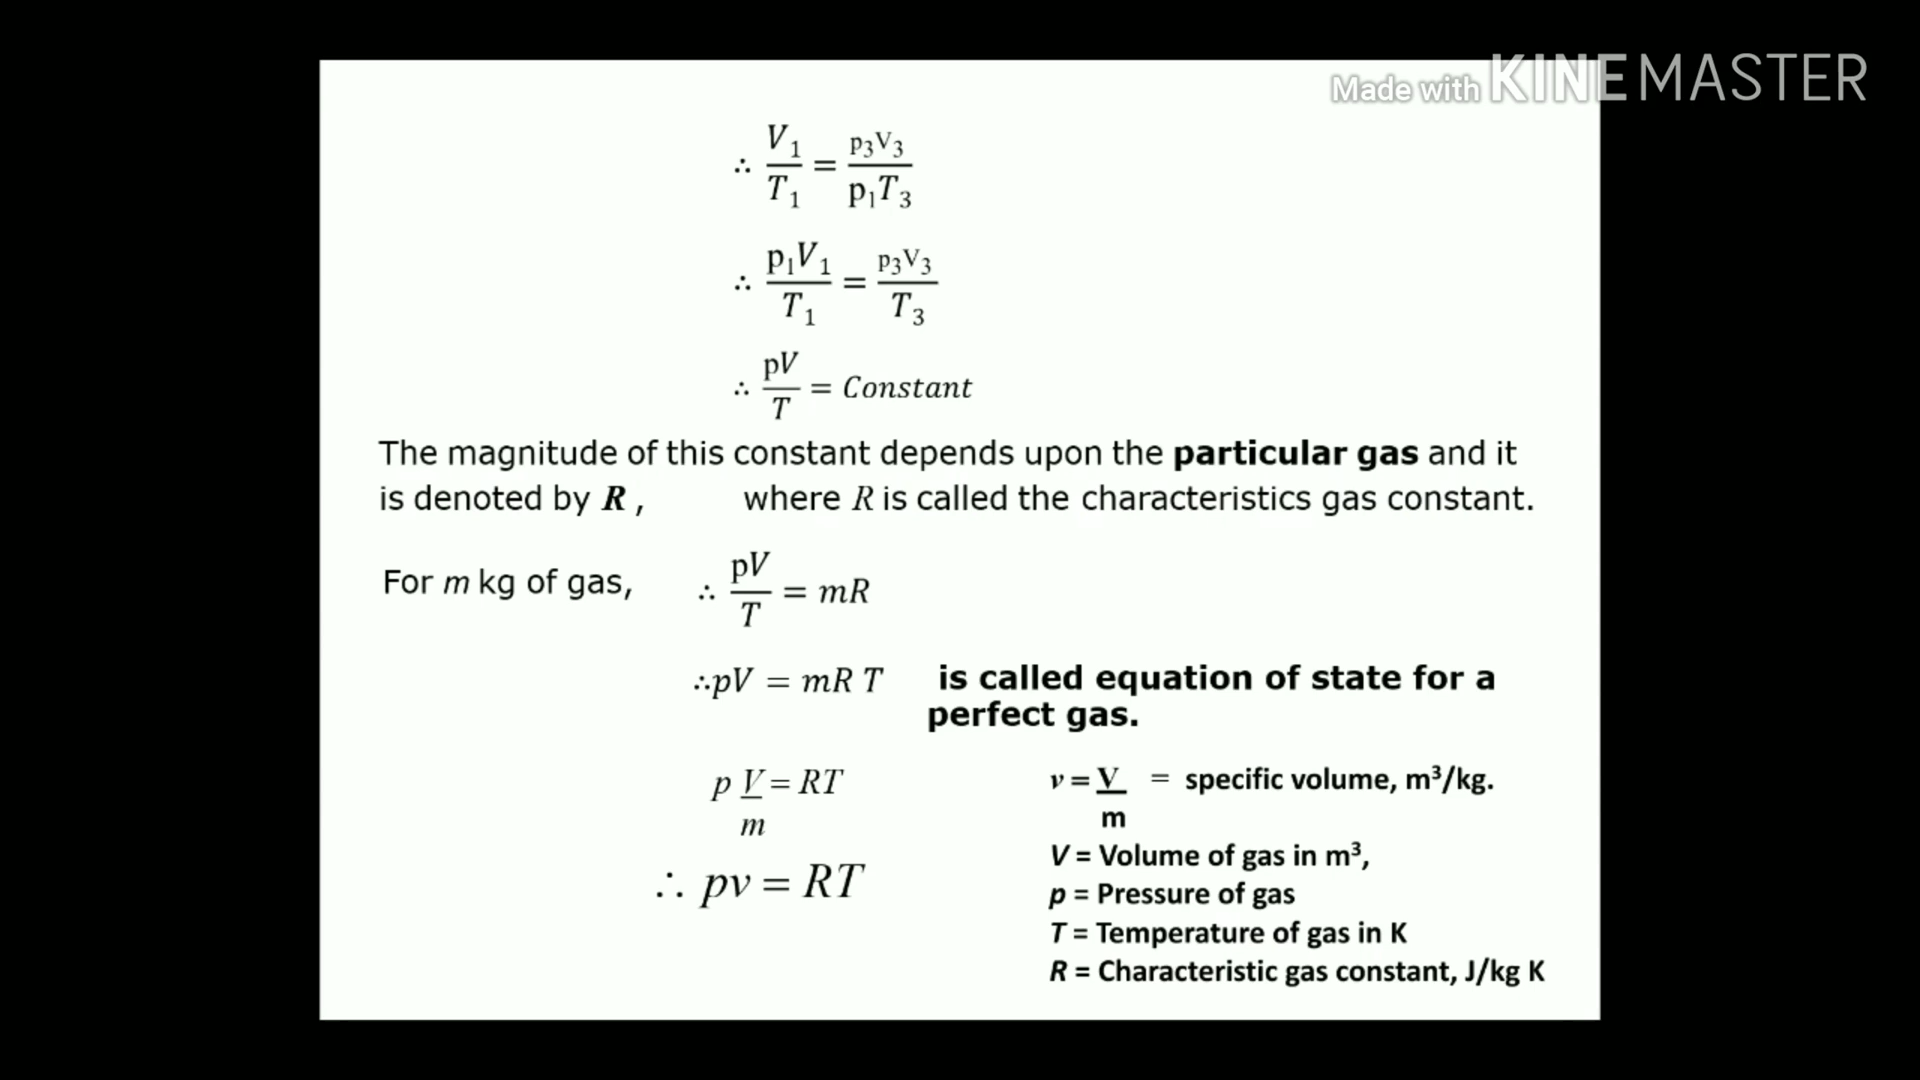 Made with KINEMASTER
∴ V₁/T₁ = p₃V₃/p₁T₃
∴ p₁V₁/T₁ = p₃V₃/T₃
∴ pV/T = Constant
The magnitude of this constant depends upon the particular gas and it
is denoted by R , where R is called the characteristics gas constant.
For m kg of gas, ∴ pV/T = mR
∴pV = mR T is called equation of state for a
perfect gas.
p V/m = RT
∴ pv = RT
v = V/m = specific volume, m³/kg.
V = Volume of gas in m³,
p = Pressure of gas
T = Temperature of gas in K
R = Characteristic gas constant, J/kg K